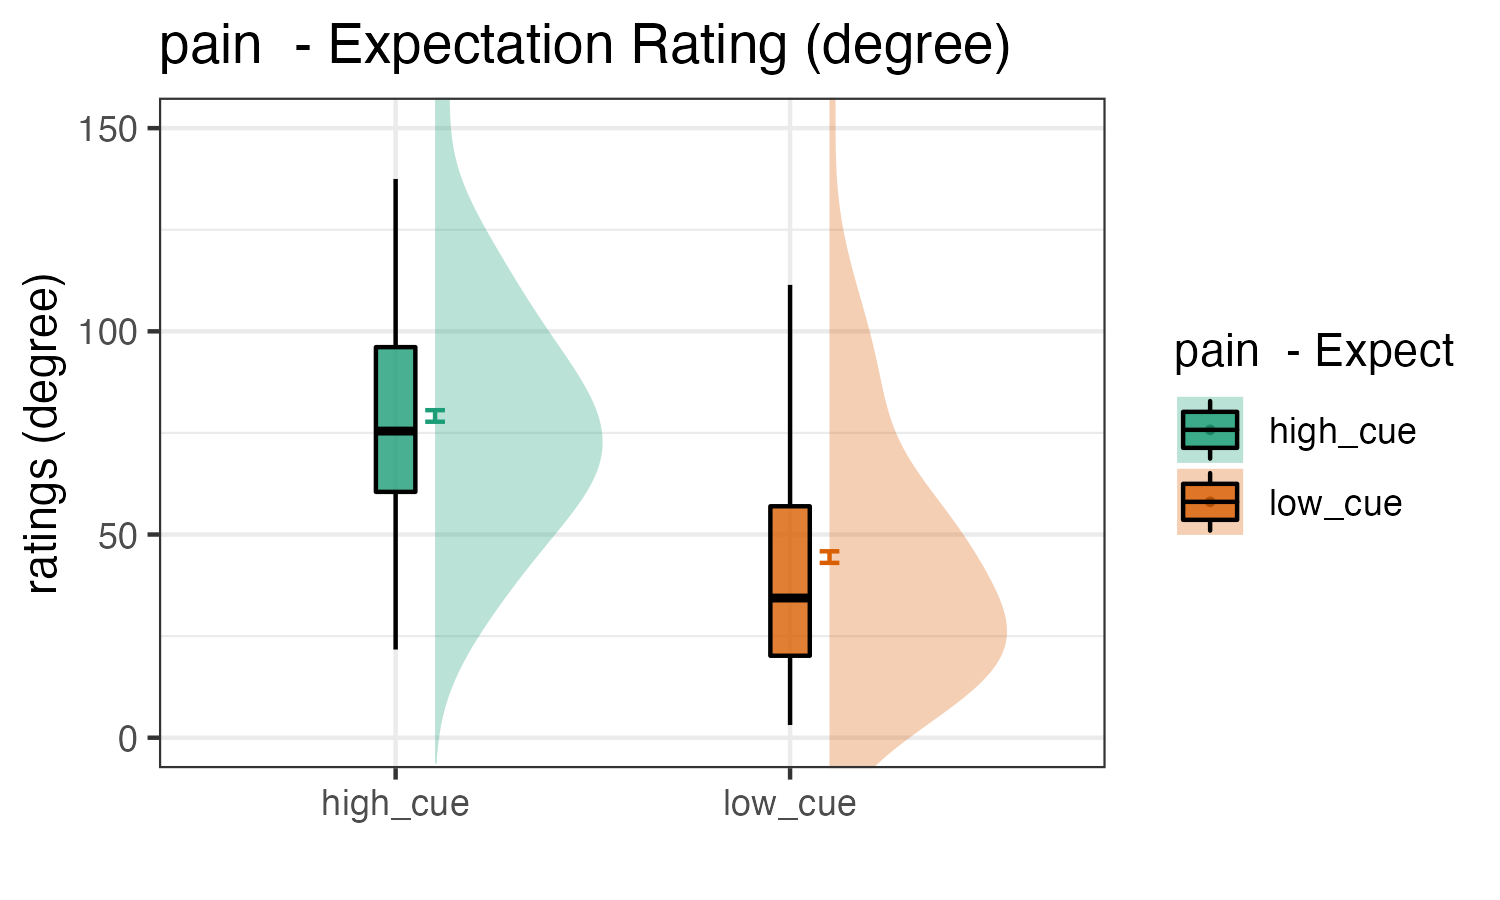 pain  - Expectation Rating (degree)
ratings (degree)
150
100
50
0
high_cue
low_cue
pain  - Expect
high_cue
low_cue